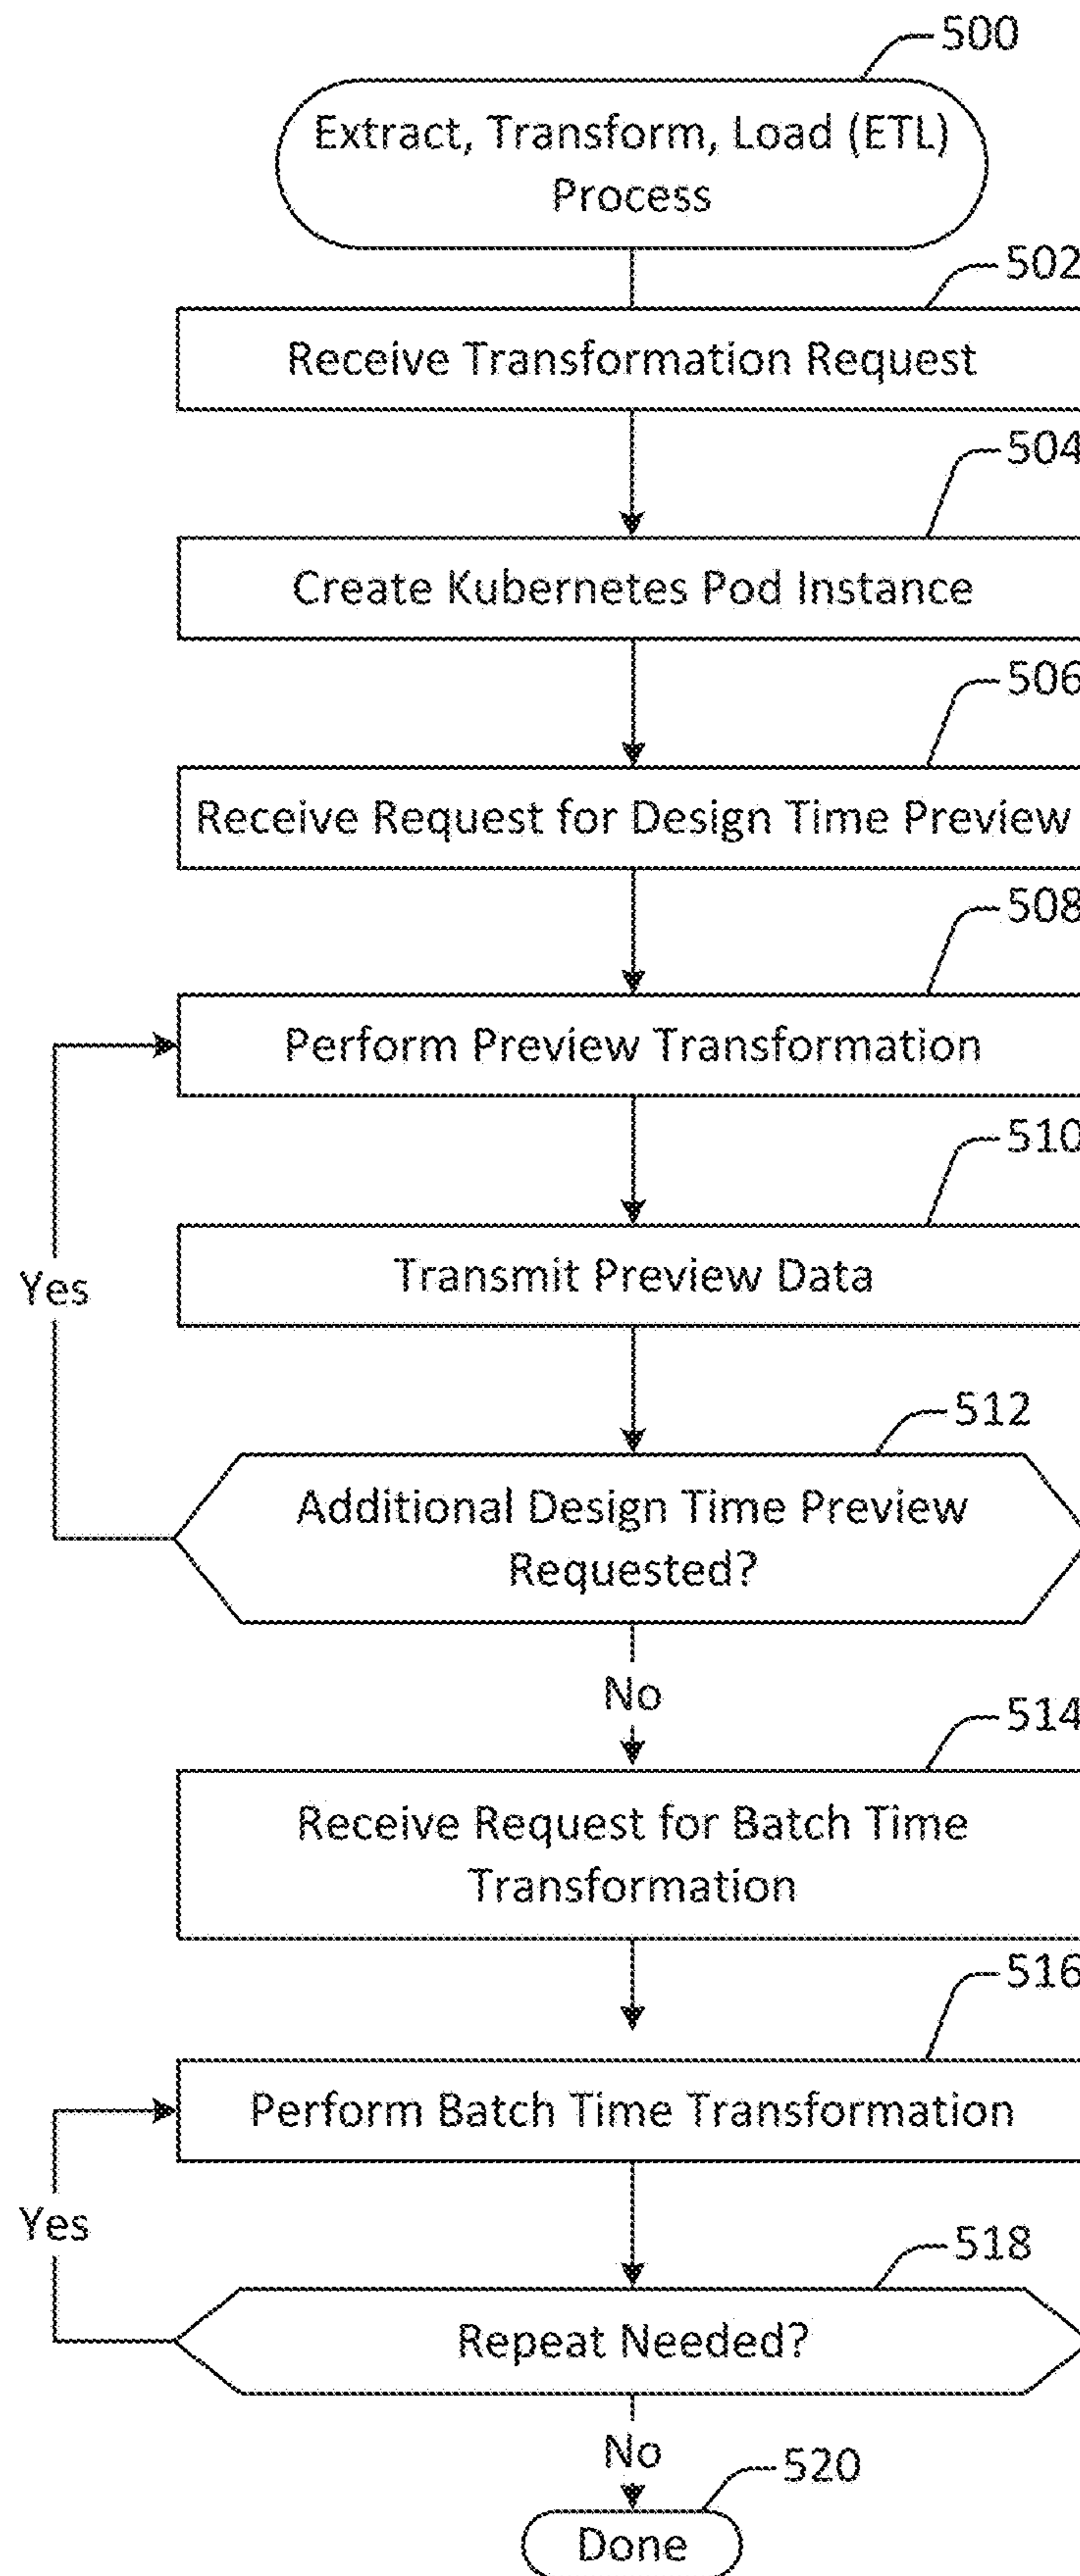 500
Extract, Transform, Load (ETL)
Process
502
Receive Transformation Request
504
Create Kubernetes Pod Instance
506
Receive Request for Design Time Preview
508
Perform Preview Transformation
510
Transmit Preview Data
Yes
512
Additional Design Time Preview
Requested?
No
514
Receive Request for Batch Time
Transformation
516
Perform Batch Time Transformation
Yes
518
Repeat Needed?
No
520
Done